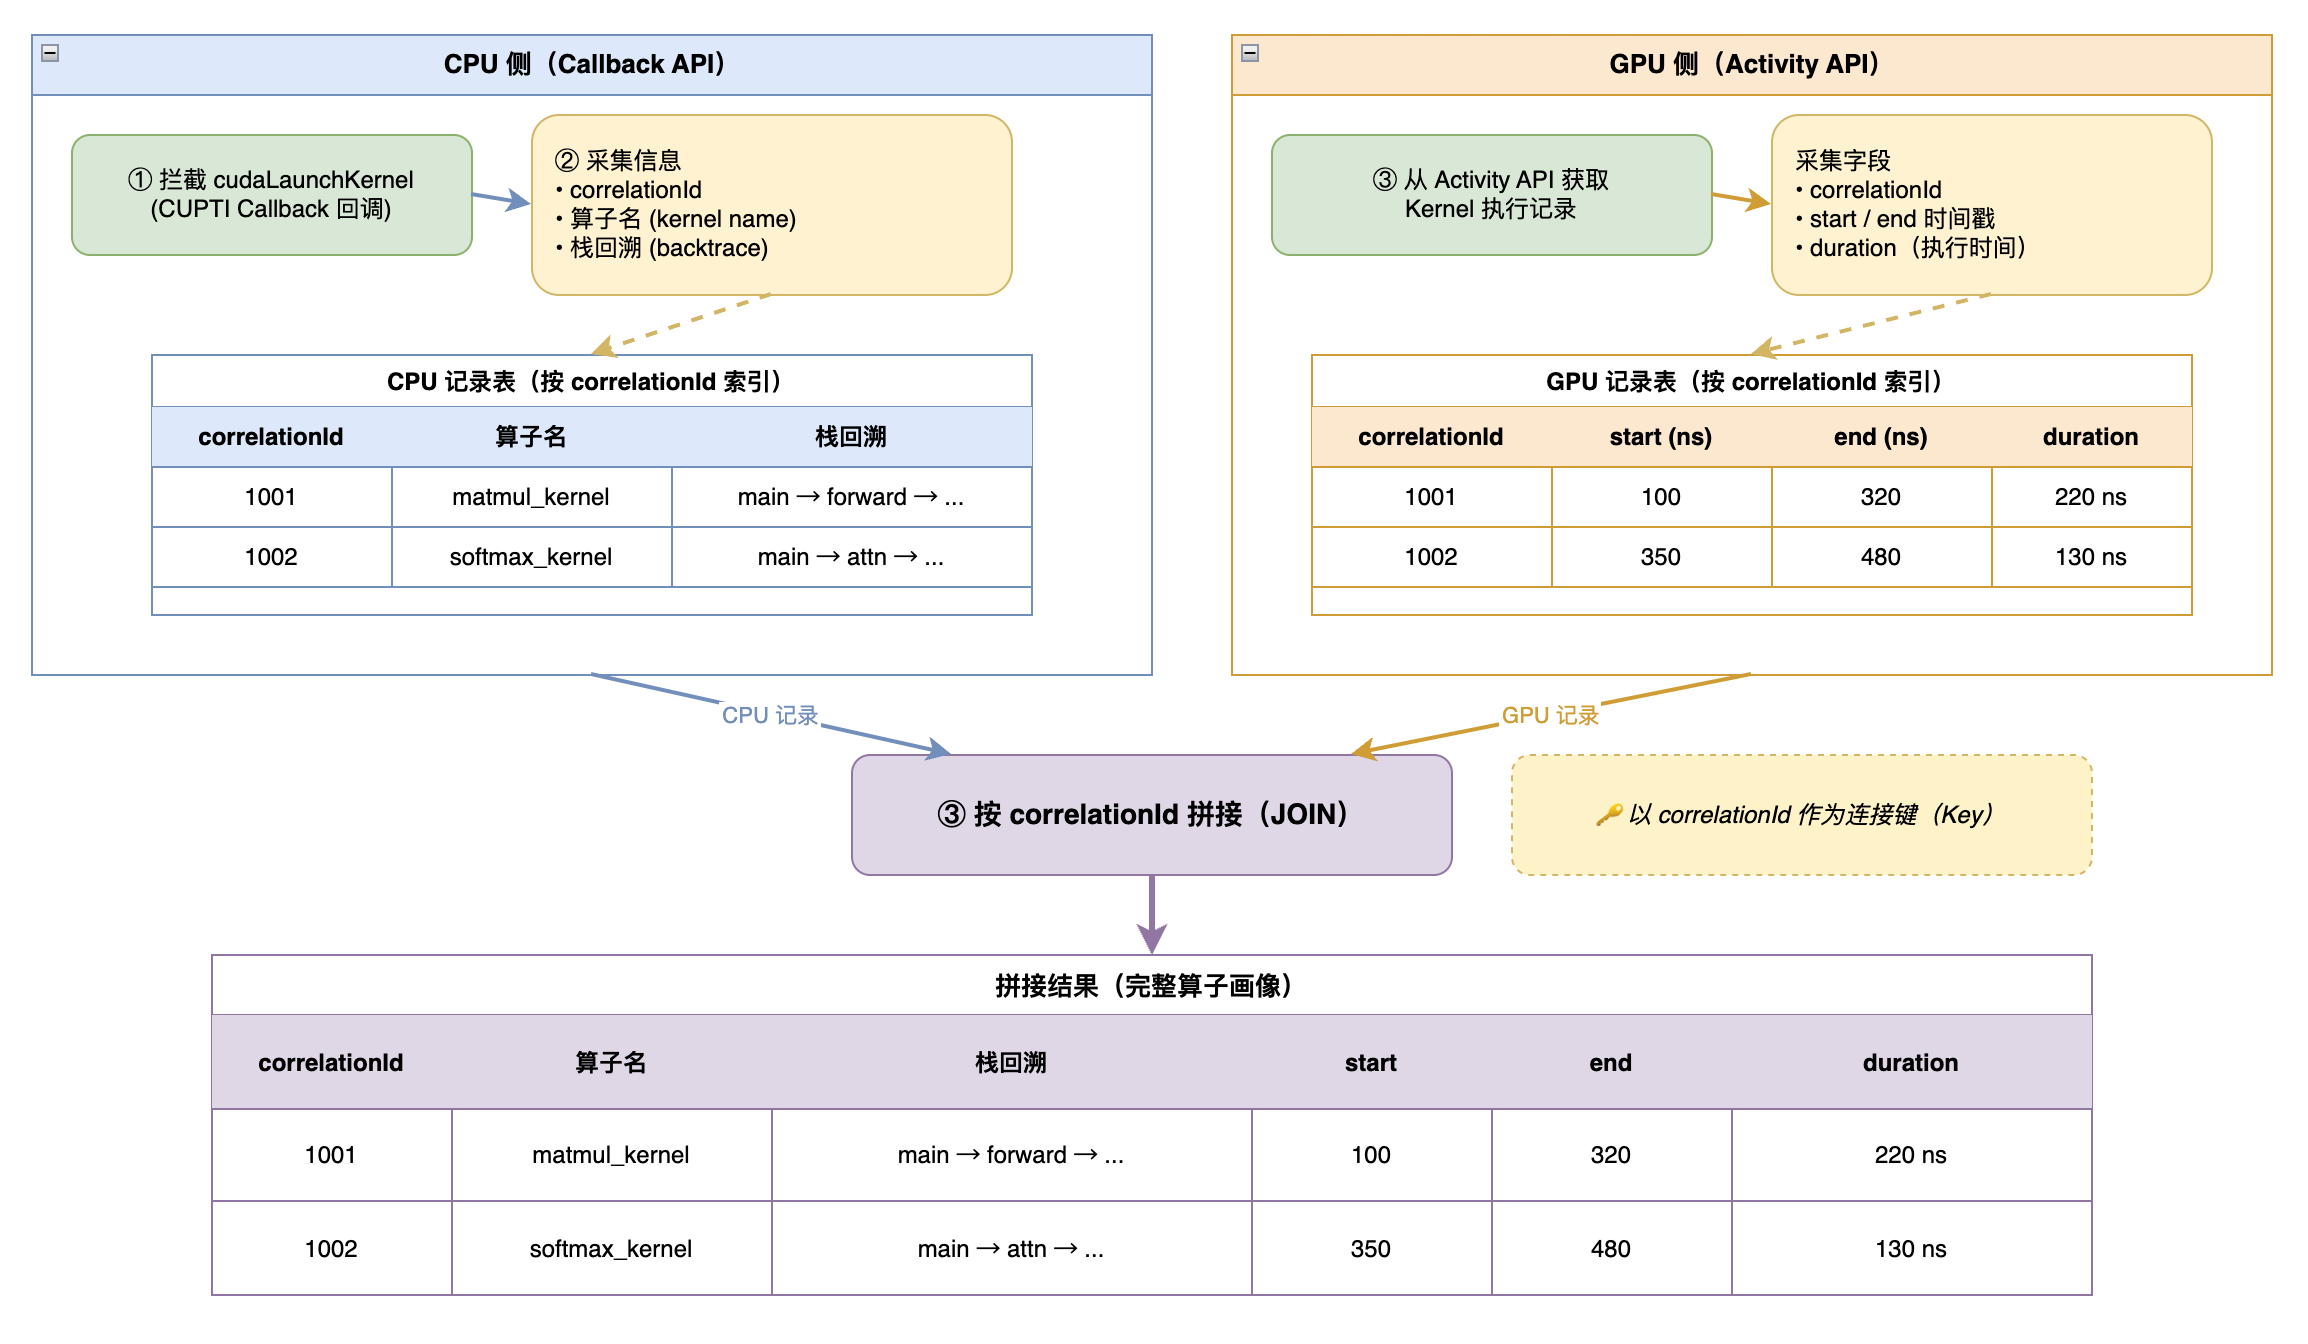 CPU 侧（Callback API）
① 拦截 cudaLaunchKernel
(CUPTI Callback 回调)
② 采集信息
• correlationId
• 算子名 (kernel name)
• 栈回溯 (backtrace)
CPU 记录表（按 correlationId 索引）
correlationId 算子名 栈回溯
1001 matmul_kernel main → forward → ...
1002 softmax_kernel main → attn → ...
GPU 侧（Activity API）
③ 从 Activity API 获取
Kernel 执行记录
采集字段
• correlationId
• start / end 时间戳
• duration（执行时间）
GPU 记录表（按 correlationId 索引）
correlationId start (ns) end (ns) duration
1001 100 320 220 ns
1002 350 480 130 ns
CPU 记录
GPU 记录
③ 按 correlationId 拼接（JOIN）
🔑 以 correlationId 作为连接键（Key）
拼接结果（完整算子画像）
correlationId 算子名 栈回溯 start end duration
1001 matmul_kernel main → forward → ... 100 320 220 ns
1002 softmax_kernel main → attn → ... 350 480 130 ns